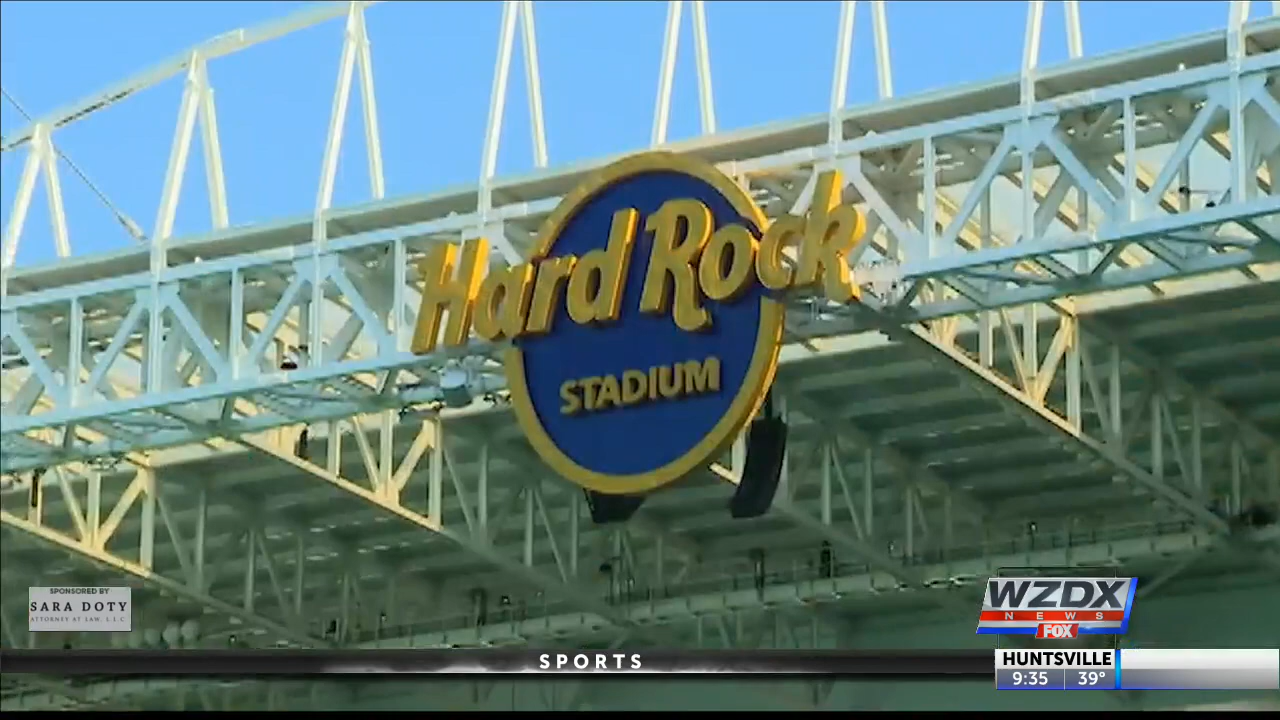 Hard Rock
STADIUM
SPONSORED BY
SARA DOTY
ATTORNEY AT LAW, L.L.C
WZDX
NEWS
FOX
SPORTS
HUNTSVILLE
9:35 39°